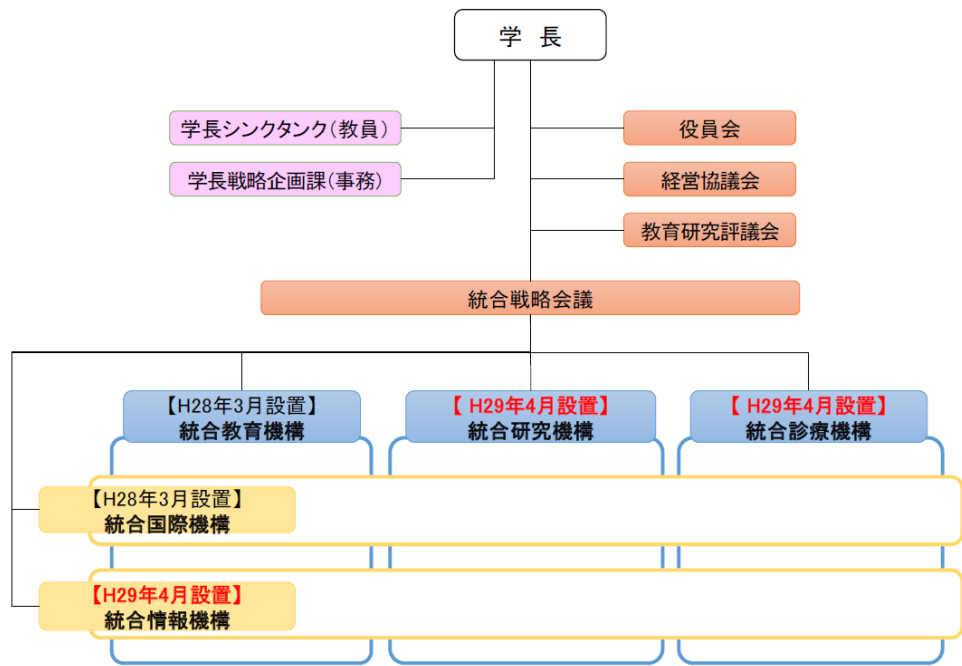 学 長
学長シンクタンク(教員)
役員会
学長戦略企画課(事務)
経営協議会
教育研究評議会
統合戦略会議
【H28年3月設置】
統合教育機構
【 H29年4月設置】
統合研究機構
【 H29年4月設置】
統合診療機構
【H28年3月設置】
統合国際機構
【H29年4月設置】
統合情報機構